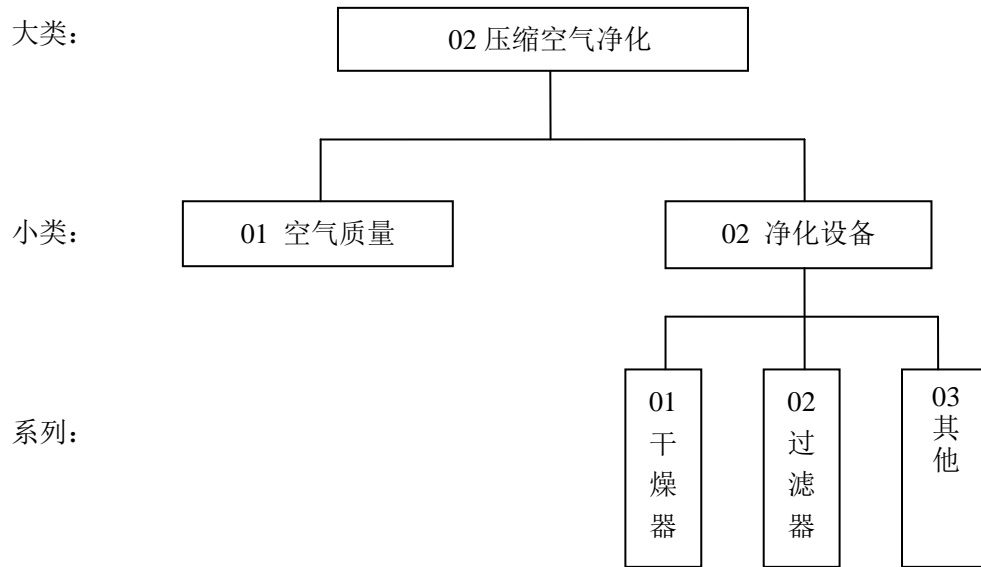 大类：
02 压缩空气净化
小类：
01 空气质量
02 净化设备
系列：
01
干
燥
器
02
过
滤
器
03
其
他